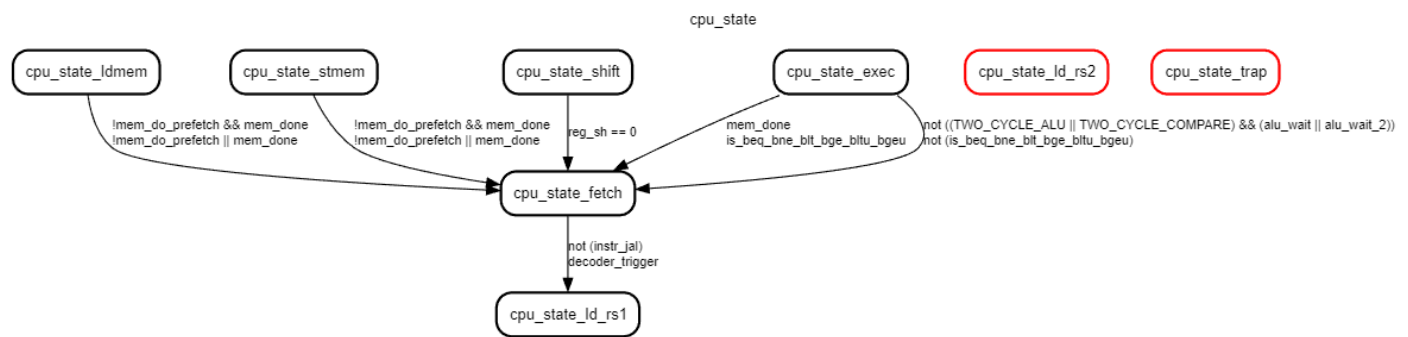 cpu_state
cpu_state_ldmem
cpu_state_stmem
cpu_state_shift
cpu_state_exec
cpu_state_ld_rs2
cpu_state_trap
!mem_do_prefetch && mem_done
!mem_do_prefetch || mem_done
!mem_do_prefetch && mem_done
!mem_do_prefetch || mem_done
reg_sh == 0
mem_done
is_beq_bne_blt_bge_bltu_bgeu
not ((TWO_CYCLE_ALU || TWO_CYCLE_COMPARE) && (alu_wait || alu_wait_2))
not (is_beq_bne_blt_bge_bltu_bgeu)
cpu_state_fetch
not (instr_jal)
decoder_trigger
cpu_state_ld_rs1